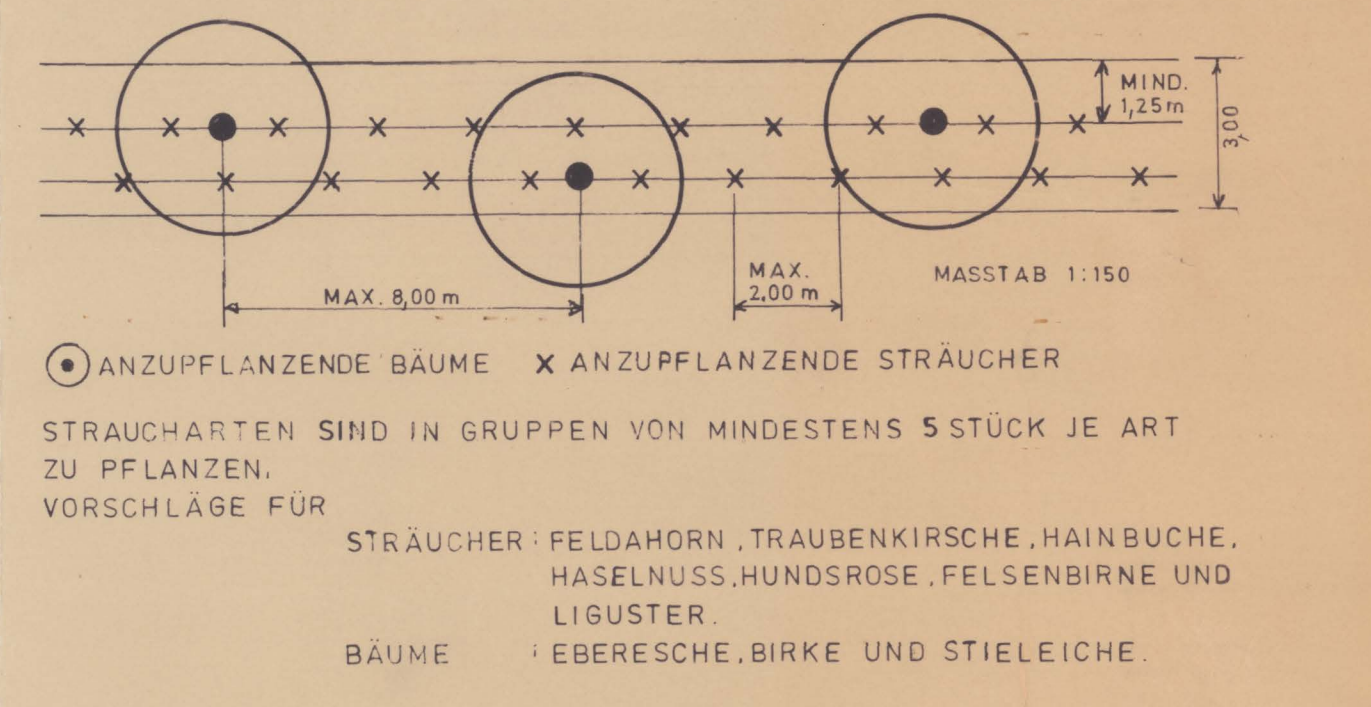 MIND.
1,25 m
3,00
MAX. 8,00 m
MAX.
2,00 m
MASSTAB 1:150
ANZUPFLANZENDE BÄUME X ANZUPFLANZENDE STRÄUCHER
STRAUCHARTEN SIND IN GRUPPEN VON MINDESTENS 5 STÜCK JE ART
ZU PFLANZEN.
VORSCHLÄGE FÜR
STRÄUCHER : FELDAHORN, TRAUBENKIRSCHE, HAINBUCHE,
HASELNUSS, HUNDSROSE, FELSENBIRNE UND
LIGUSTER.
BÄUME : EBERESCHE, BIRKE UND STIELEICHE.